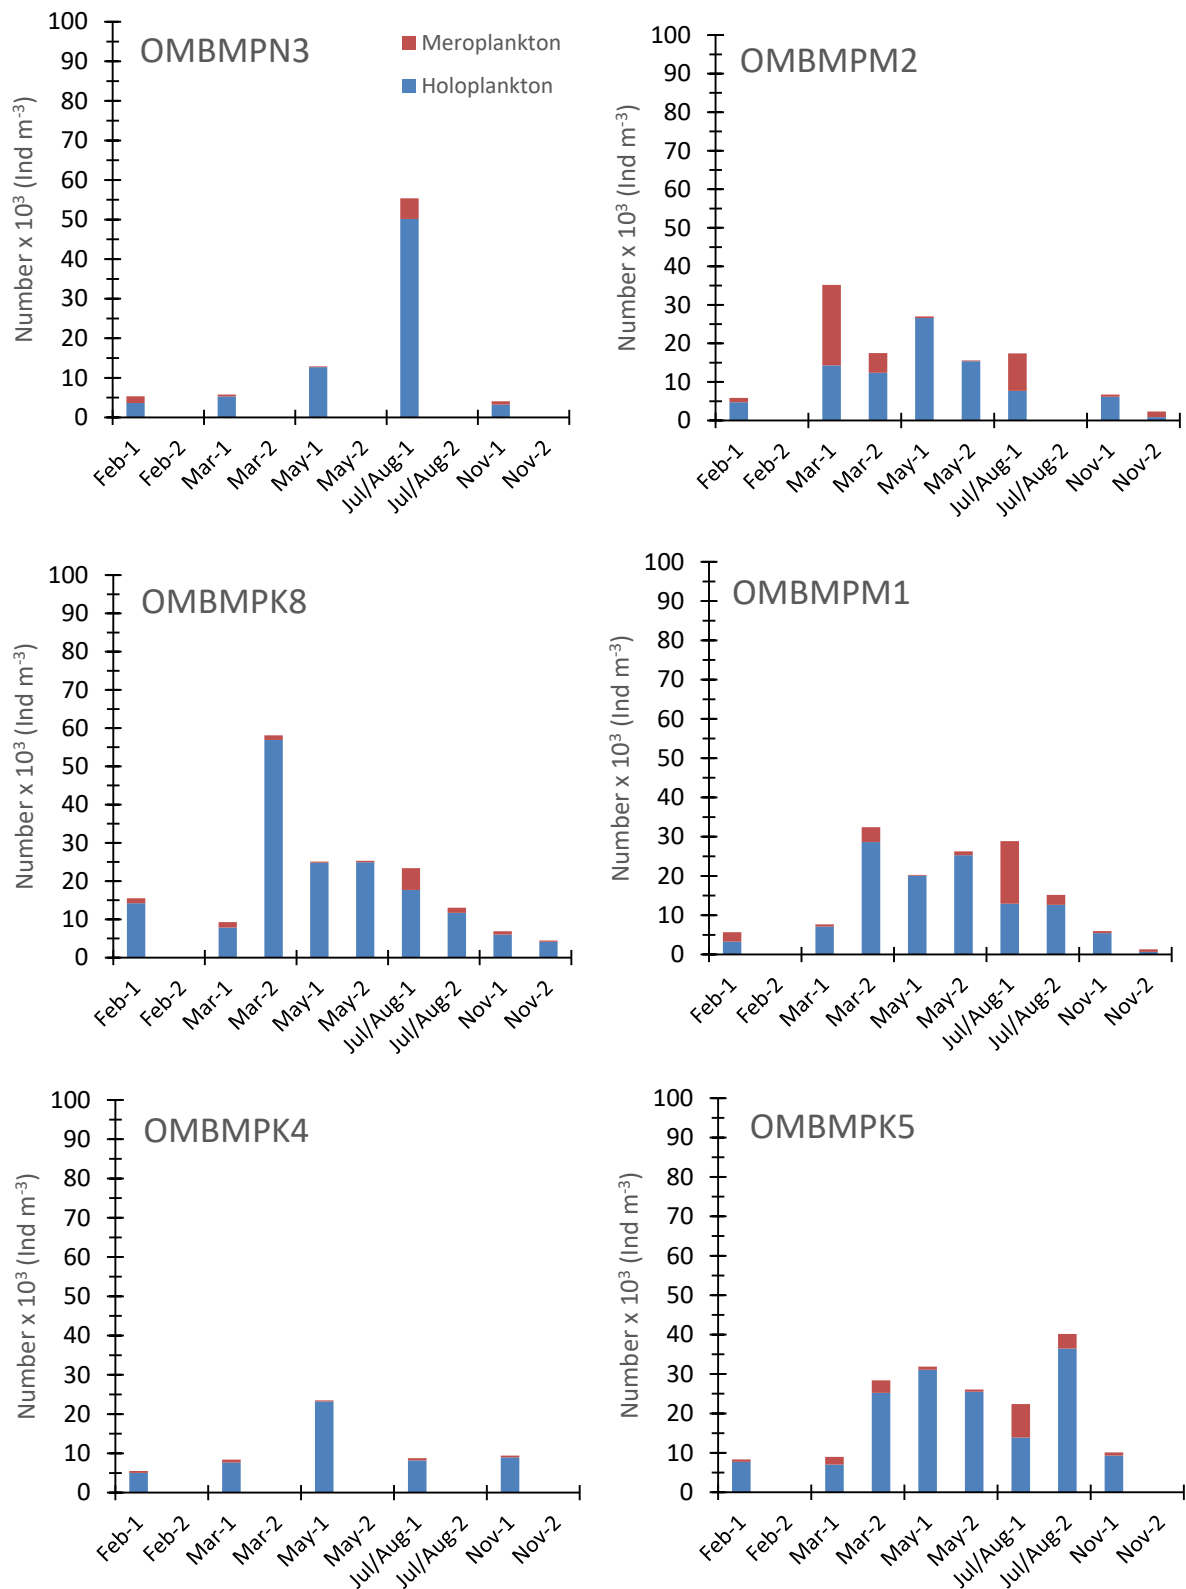 OMBMPN3
Meroplankton
Holoplankton
Number x 10³ (Ind m⁻³)
100
90
80
70
60
50
40
30
20
10
0
Feb-1
Feb-2
Mar-1
Mar-2
May-1
May-2
Jul//Aug-1
Jul//Aug-2
Nov-1
Nov-2
OMBMPM2
Number x 10³ (Ind m⁻³)
100
90
80
70
60
50
40
30
20
10
0
Feb-1
Feb-2
Mar-1
Mar-2
May-1
May-2
Jul//Aug-1
Jul//Aug-2
Nov-1
Nov-2
OMBMPK8
Number x 10³ (Ind m⁻³)
100
90
80
70
60
50
40
30
20
10
0
Feb-1
Feb-2
Mar-1
Mar-2
May-1
May-2
Jul//Aug-1
Jul//Aug-2
Nov-1
Nov-2
OMBMPM1
Number x 10³ (Ind m⁻³)
100
90
80
70
60
50
40
30
20
10
0
Feb-1
Feb-2
Mar-1
Mar-2
May-1
May-2
Jul//Aug-1
Jul//Aug-2
Nov-1
Nov-2
OMBMPK4
Number x 10³ (Ind m⁻³)
100
90
80
70
60
50
40
30
20
10
0
Feb-1
Feb-2
Mar-1
Mar-2
May-1
May-2
Jul//Aug-1
Jul//Aug-2
Nov-1
Nov-2
OMBMPK5
Number x 10³ (Ind m⁻³)
100
90
80
70
60
50
40
30
20
10
0
Feb-1
Feb-2
Mar-1
Mar-2
May-1
May-2
Jul//Aug-1
Jul//Aug-2
Nov-1
Nov-2